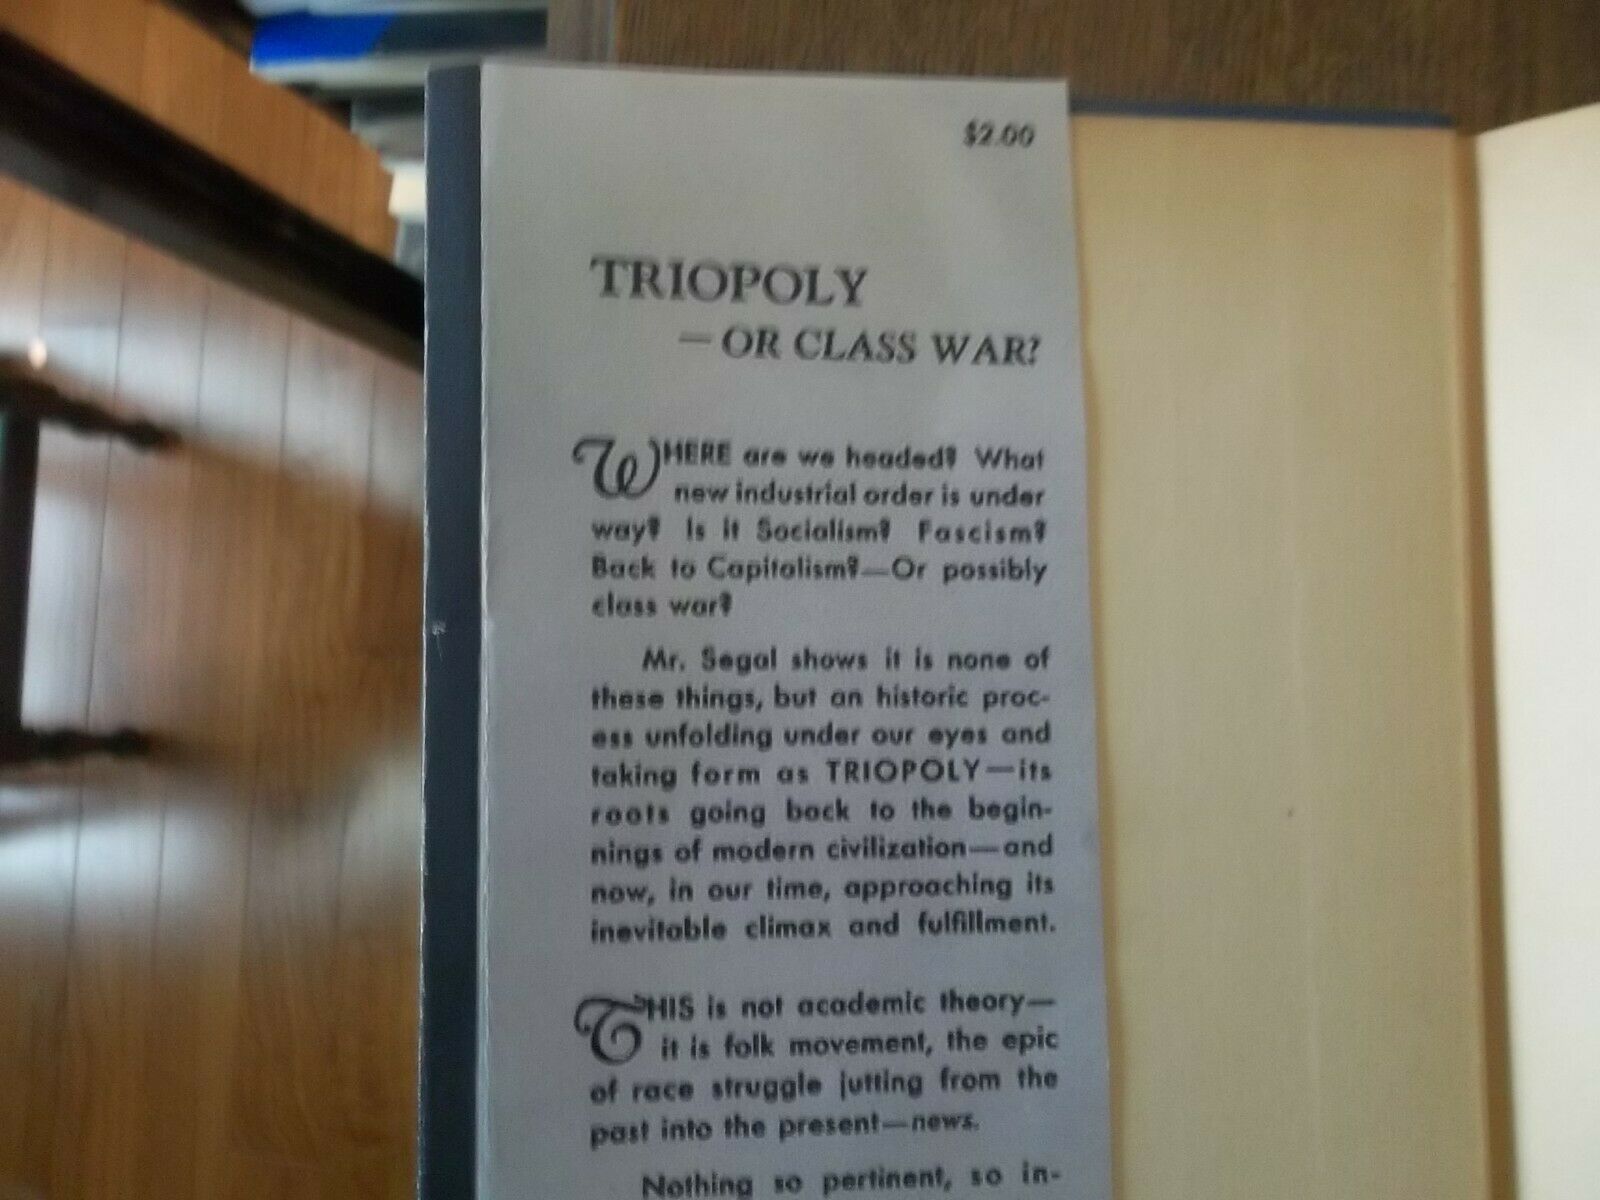 $2.00
TRIOPOLY
— OR CLASS WAR?
WHERE are we headed? What
new industrial order is under
way? Is it Socialism? Fascism?
Back to Capitalism?—Or possibly
class war?
Mr. Segal shows it is none of
these things, but an historic proc-
ess unfolding under our eyes and
taking form as TRIOPOLY—its
roots going back to the begin-
nings of modern civilization—and
now, in our time, approaching its
inevitable climax and fulfillment.
THIS is not academic theory—
it is folk movement, the epic
of race struggle jutting from the
past into the present—news.
Nothing so pertinent, so in-